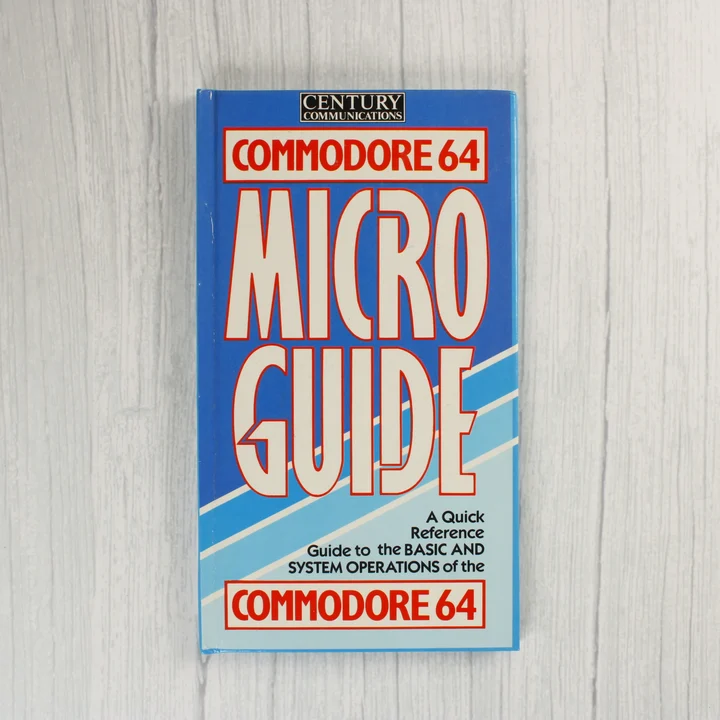 CENTURY
COMMUNICATIONS
COMMODORE 64
MICRO
GUIDE
A Quick
Reference
Guide to the BASIC AND
SYSTEM OPERATIONS of the
COMMODORE 64